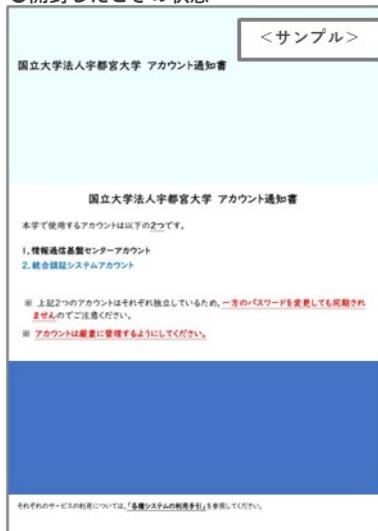 ●開封したときの状態
＜サンプル＞
国立大学法人宇都宮大学 アカウント通知書
国立大学法人宇都宮大学 アカウント通知書
本学で使用するアカウントは以下の2つです。
1. 情報通信基盤センターアカウント
2. 統合認証システムアカウント
※ 上記2つのアカウントはそれぞれ独立しているため，一方のパスワードを変更しても同期され
ませんのでご注意ください。
※ アカウントは厳重に管理するようにしてください。
それぞれのサービスの利用については，「各種システムの利用手引」を参照してください。